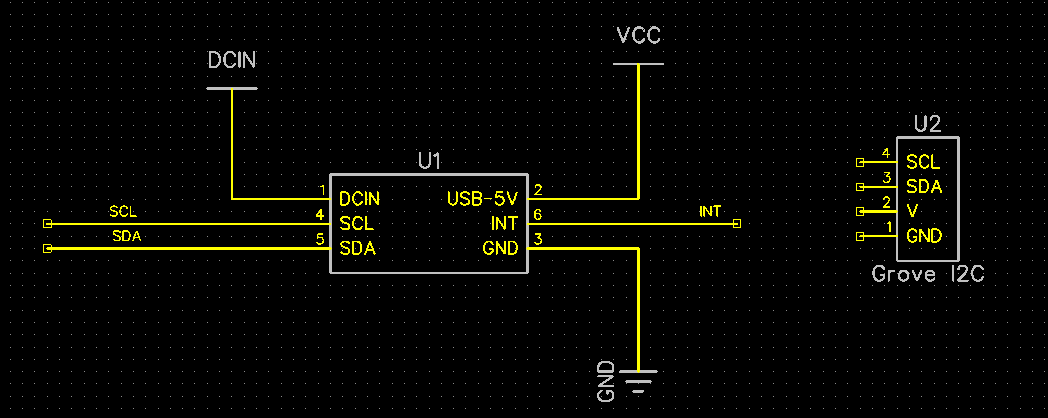 DCIN
VCC
U1
1 DCIN USB-5V 2
SCL 4 SCL INT 6 INT
SDA 5 SDA GND 3
GND
U2
4 SCL
3 SDA
2 V
1 GND
Grove I2C